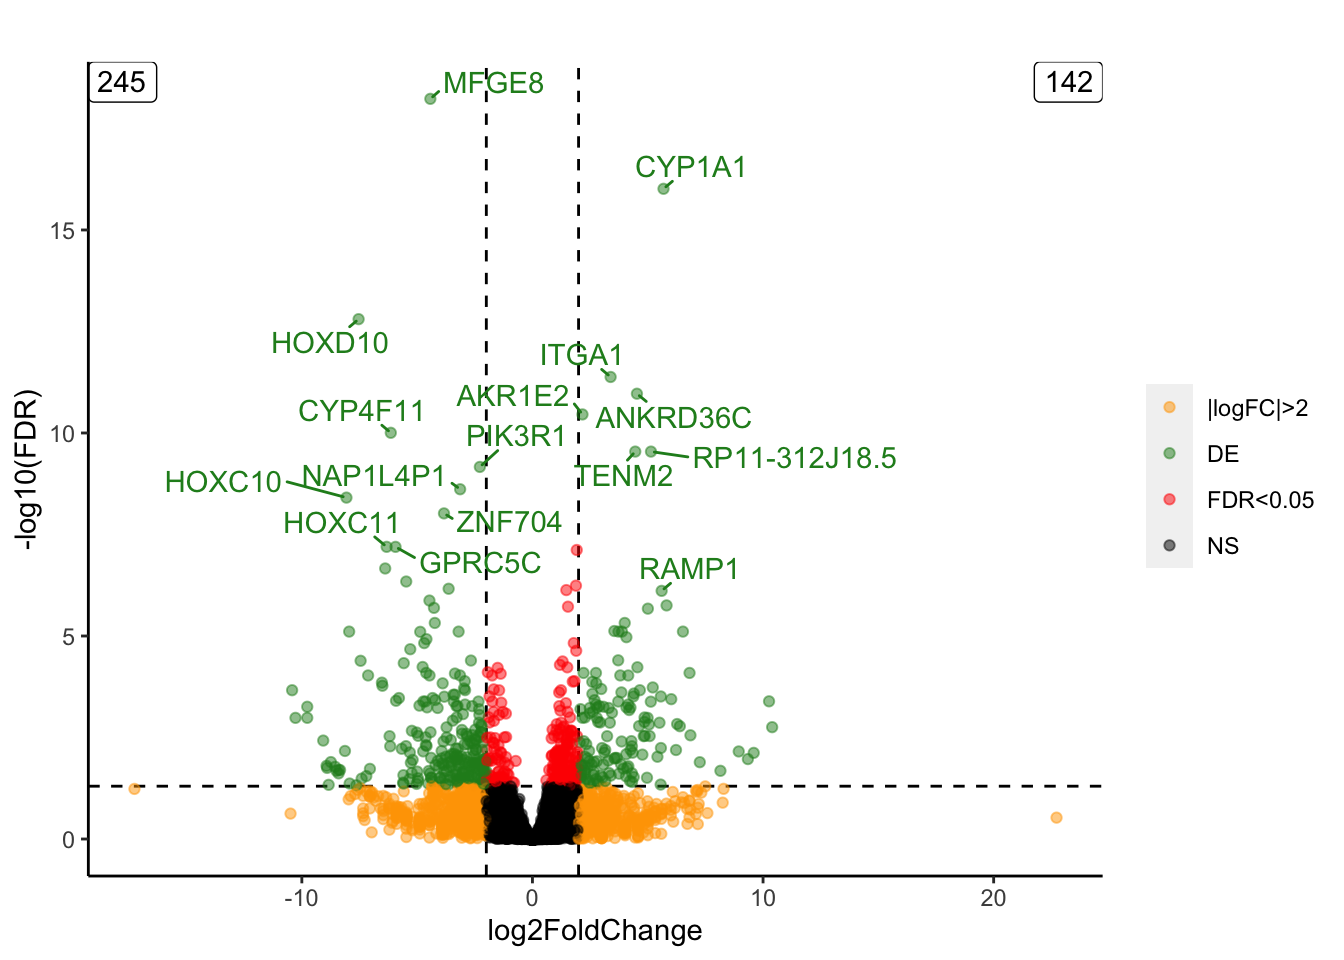 245
142
MFGE8
CYP1A1
15
HOXD10
ITGA1
AKR1E2
CYP4F11
ANKRD36C
10
PIK3R1
RP11-312J18.5
NAP1L4P1
TENM2
HOXC10
HOXC11
ZNF704
GPRC5C
RAMP1
5
0
-log10(FDR)
-10
0
10
20
log2FoldChange
|logFC|>2
DE
FDR<0.05
NS